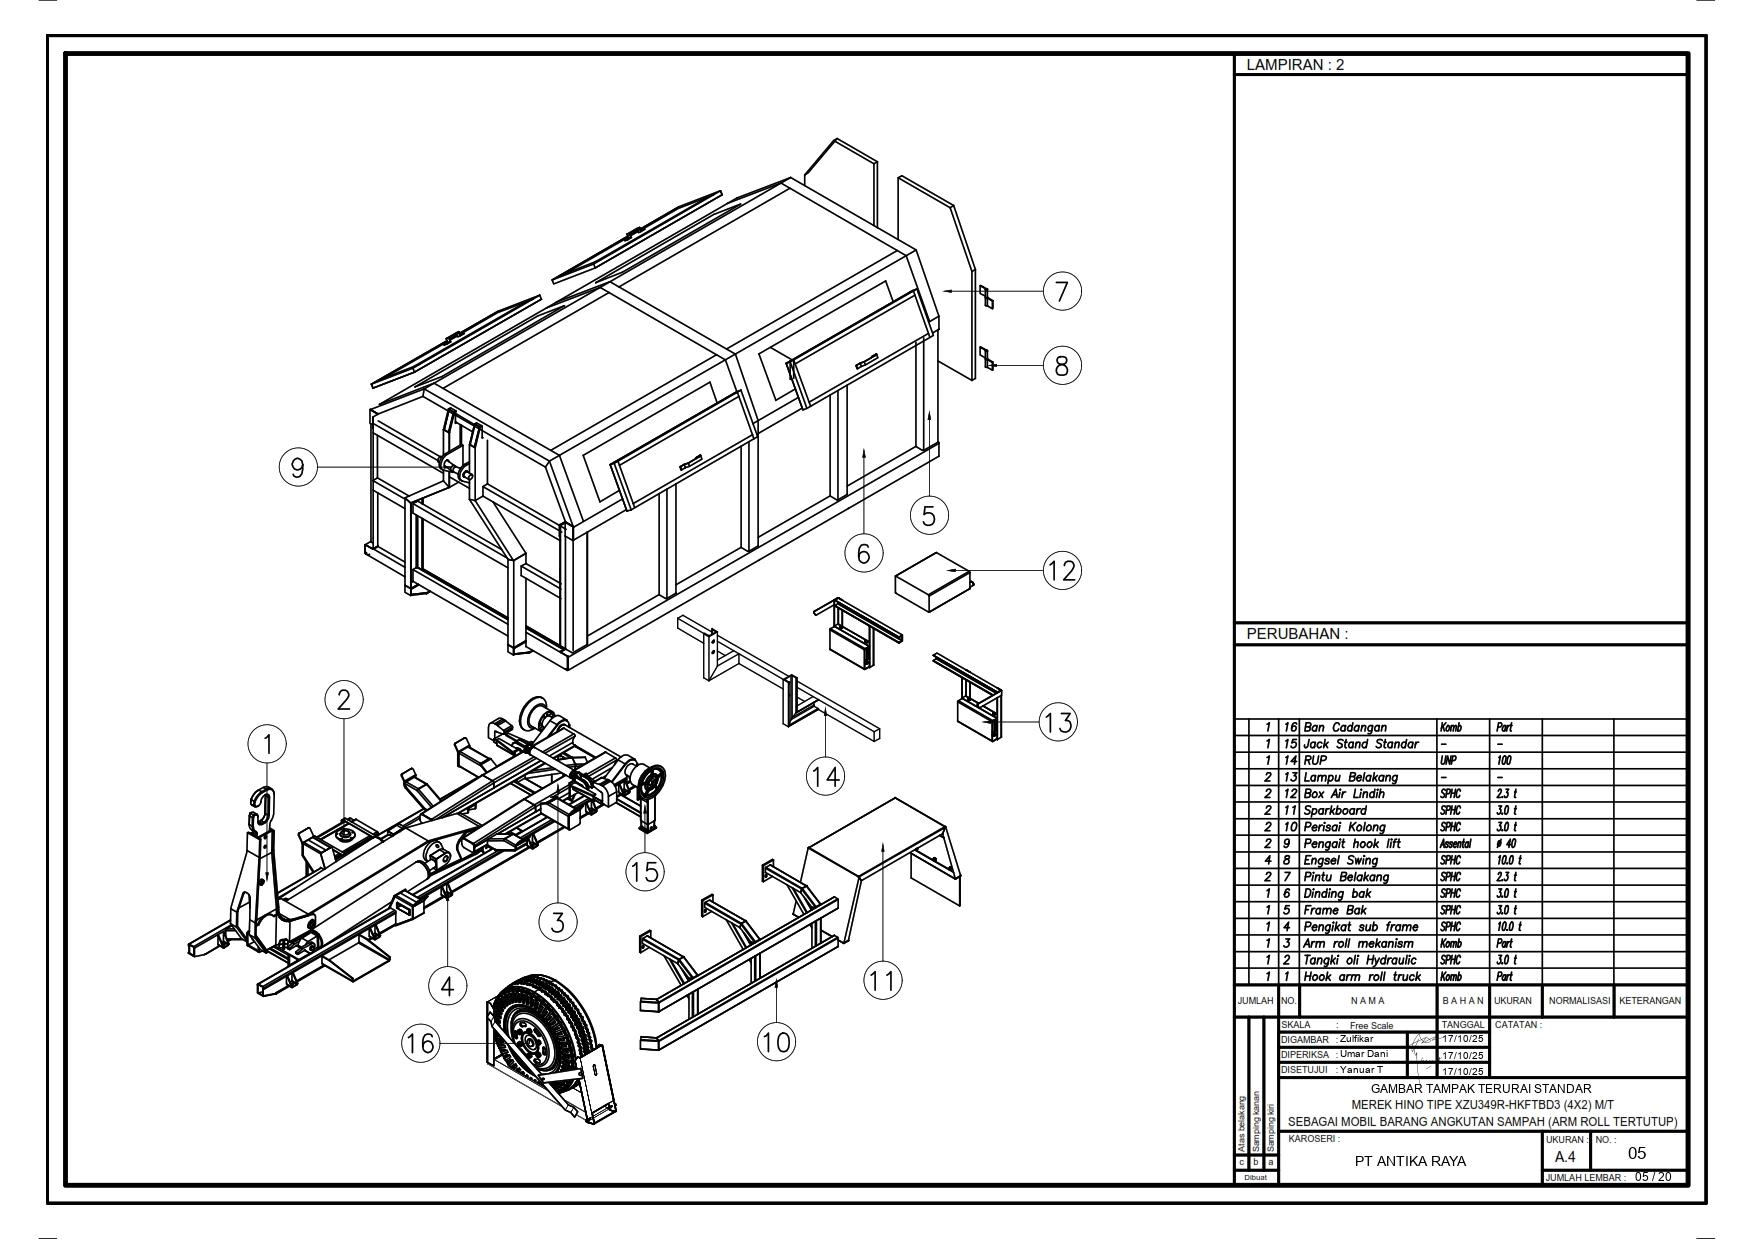 LAMPIRAN : 2
7
8
9
5
6
12
2
1
13
14
15
3
11
4
16
10
PERUBAHAN :
1 16 Ban Cadangan Komb Part
1 15 Jack Stand Standar - -
1 14 RUP UNP 100
2 13 Lampu Belakang - -
2 12 Box Air Lindih SPHC 2.3 t
2 11 Sparkboard SPHC 3.0 t
2 10 Perisai Kolong SPHC 3.0 t
2 9 Pengait hook lift Assental ø 40
4 8 Engsel Swing SPHC 10.0 t
2 7 Pintu Belakang SPHC 2.3 t
1 6 Dinding bak SPHC 3.0 t
1 5 Frame Bak SPHC 3.0 t
1 4 Pengikat sub frame SPHC 10.0 t
1 3 Arm roll mekanism Komb Part
1 2 Tangki oli Hydraulic SPHC 3.0 t
1 1 Hook arm roll truck Komb Part
JUMLAH NO. N A M A B A H A N UKURAN NORMALISASI KETERANGAN
SKALA : Free Scale TANGGAL CATATAN :
DIGAMBAR : Zulfikar 17/10/25
DIPERIKSA : Umar Dani 17/10/25
DISETUJUI : Yanuar T 17/10/25
GAMBAR TAMPAK TERURAI STANDAR
MEREK HINO TIPE XZU349R-HKFTBD3 (4X2) M/T
SEBAGAI MOBIL BARANG ANGKUTAN SAMPAH (ARM ROLL TERTUTUP)
Atas belakang
Samping kanan
Samping kiri
c b a
Dibuat
KAROSERI :
PT ANTIKA RAYA
UKURAN : NO. :
A.4 05
JUMLAH LEMBAR : 05 / 20